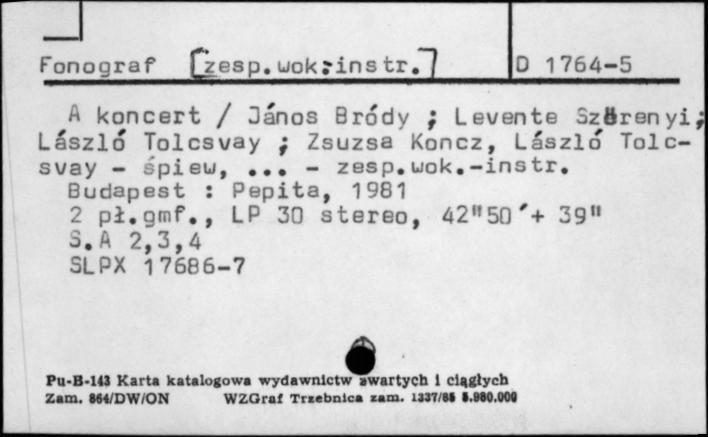 Fonograf [zesp.wok.-instr.] D 1764-5
A koncert / János Bródy ; Levente Szörenyi;
László Tolcsvay ; Zsuzsa Koncz, László Tolc-
svay - śpiew, ... - zesp.wok.-instr.
Budapest : Pepita, 1981
2 pł.gmf., LP 30 stereo, 42"50´+ 39"
S.A 2,3,4
SLPX 17686-7
Pu-B-143 Karta katalogowa wydawnictw zwartych i ciągłych
Zam. 864/DW/ON WZGraf Trzebnica zam. 1337/85 5.980.000